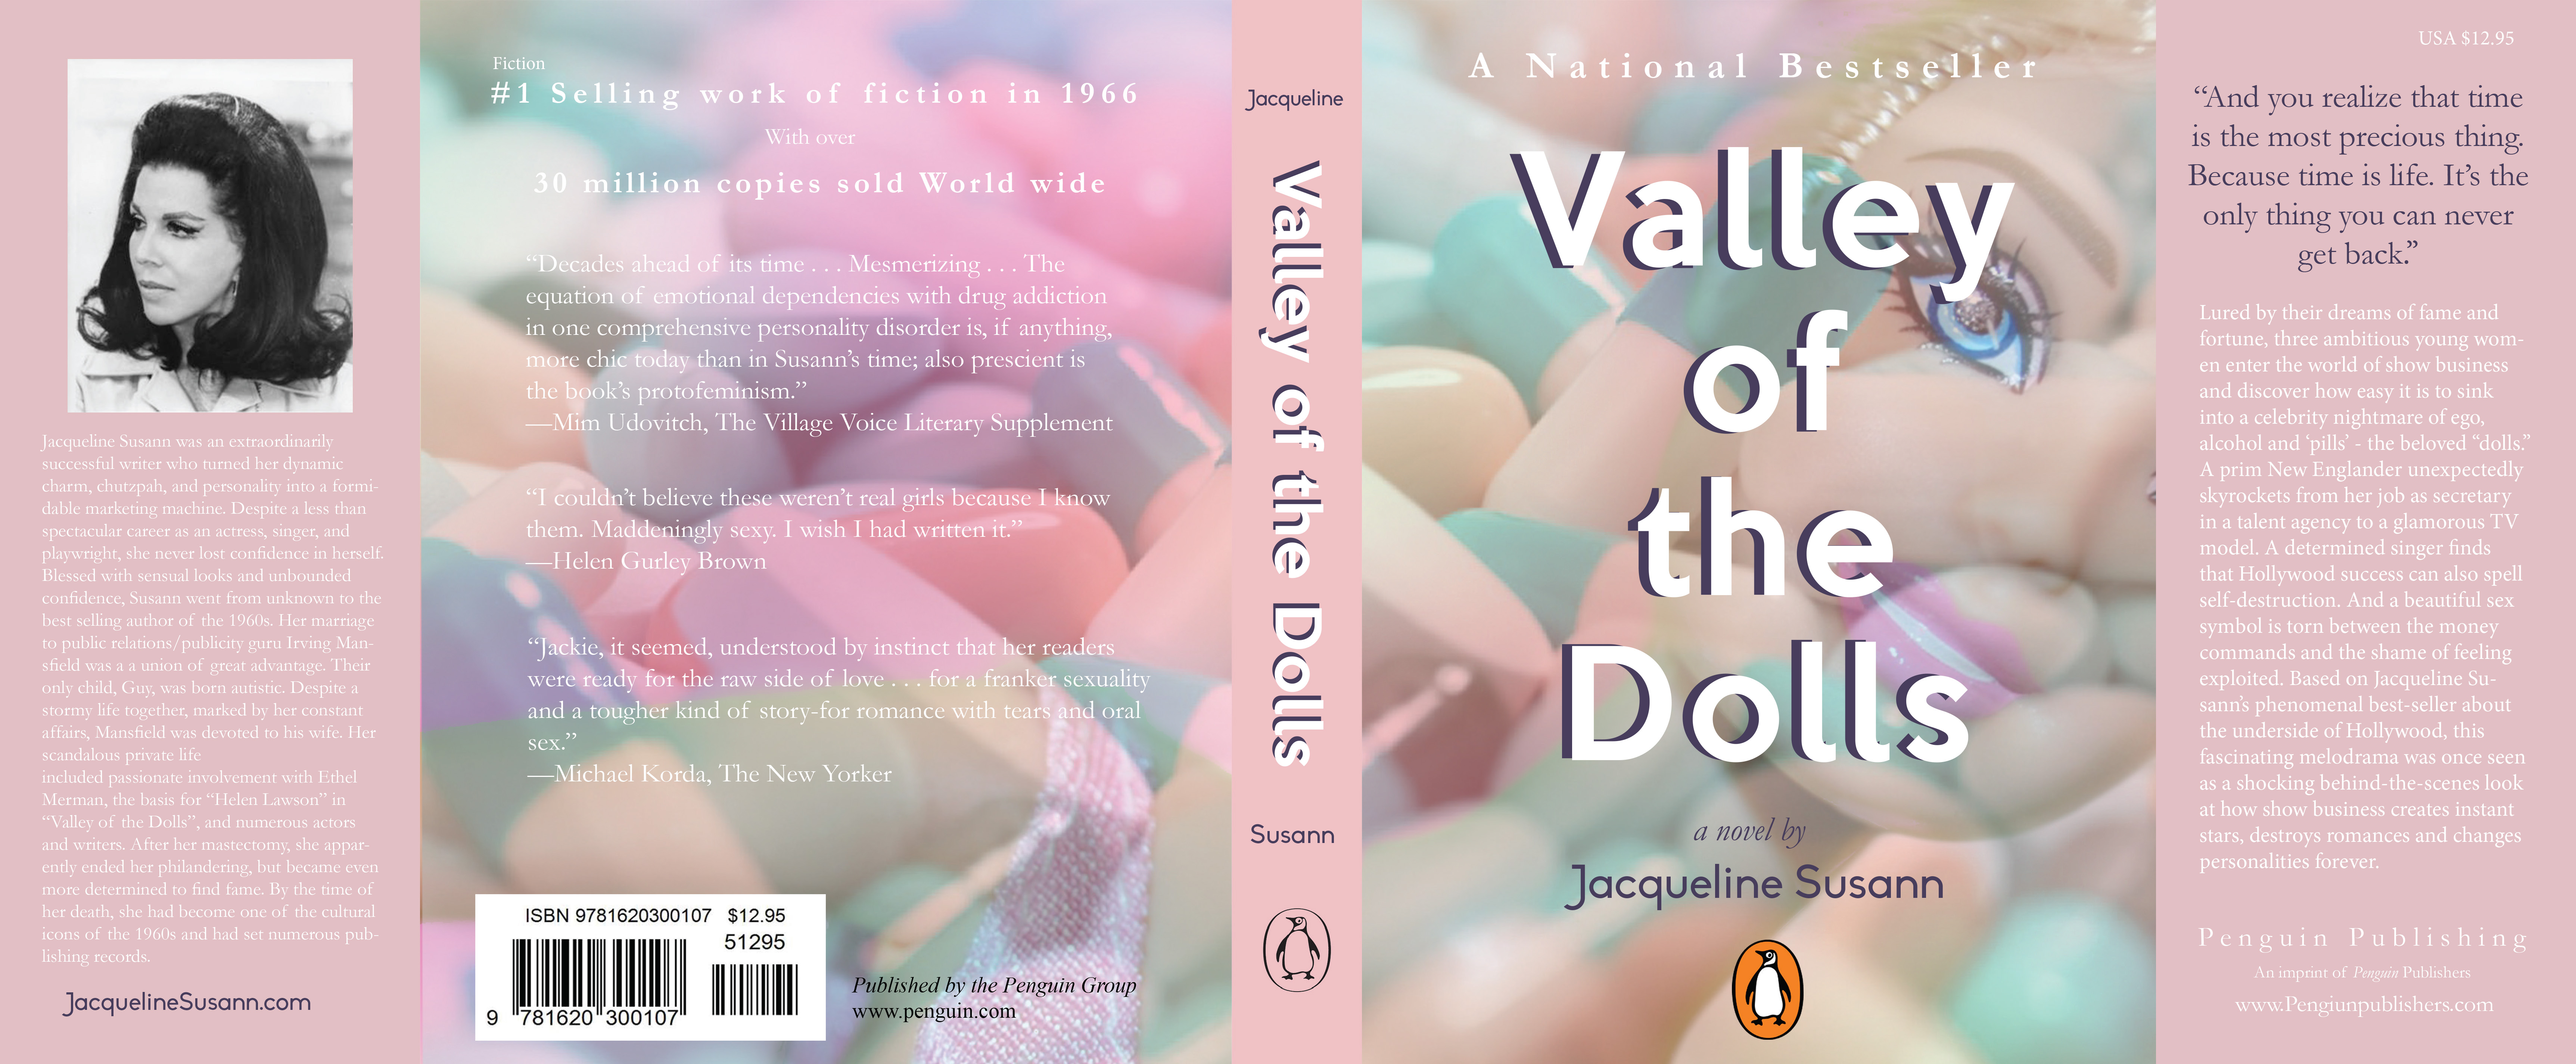 Jacqueline Susann was an extraordinarily
successful writer who turned her dynamic
charm, chutzpah, and personality into a formi-
dable marketing machine. Despite a less than
spectacular career as an actress, singer, and
playwright, she never lost confidence in herself.
Blessed with sensual looks and unbounded
confidence, Susann went from unknown to the
best selling author of the 1960s. Her marriage
to public relations/publicity guru Irving Man-
sfield was a a union of great advantage. Their
only child, Guy, was born autistic. Despite a
stormy life together, marked by her constant
affairs, Mansfield was devoted to his wife. Her
scandalous private life
included passionate involvement with Ethel
Merman, the basis for “Helen Lawson” in
“Valley of the Dolls”, and numerous actors
and writers. After her mastectomy, she appar-
ently ended her philandering, but became even
more determined to find fame. By the time of
her death, she had become one of the cultural
icons of the 1960s and had set numerous pub-
lishing records.
JacquelineSusann.com
Fiction
#1 Selling work of fiction in 1966
With over
30 million copies sold World wide
“Decades ahead of its time . . . Mesmerizing . . . The
equation of emotional dependencies with drug addiction
in one comprehensive personality disorder is, if anything,
more chic today than in Susann’s time; also prescient is
the book’s protofeminism.”
—Mim Udovitch, The Village Voice Literary Supplement
“I couldn’t believe these weren’t real girls because I know
them. Maddeningly sexy. I wish I had written it.”
—Helen Gurley Brown
“Jackie, it seemed, understood by instinct that her readers
were ready for the raw side of love . . . for a franker sexuality
and a tougher kind of story-for romance with tears and oral
sex.”
—Michael Korda, The New Yorker
ISBN 9781620300107 $12.95
51295
9 781620 300107
Published by the Penguin Group
www.penguin.com
Jacqueline
Valley of the Dolls
Susann
A National Bestseller
Valley
of
the
Dolls
a novel by
Jacqueline Susann
USA $12.95
“And you realize that time
is the most precious thing.
Because time is life. It’s the
only thing you can never
get back.”
Lured by their dreams of fame and
fortune, three ambitious young wom-
en enter the world of show business
and discover how easy it is to sink
into a celebrity nightmare of ego,
alcohol and ‘pills’ - the beloved “dolls.”
A prim New Englander unexpectedly
skyrockets from her job as secretary
in a talent agency to a glamorous TV
model. A determined singer finds
that Hollywood success can also spell
self-destruction. And a beautiful sex
symbol is torn between the money
commands and the shame of feeling
exploited. Based on Jacqueline Su-
sann’s phenomenal best-seller about
the underside of Hollywood, this
fascinating melodrama was once seen
as a shocking behind-the-scenes look
at how show business creates instant
stars, destroys romances and changes
personalities forever.
Penguin Publishing
An imprint of Penguin Publishers
www.Pengiunpublishers.com